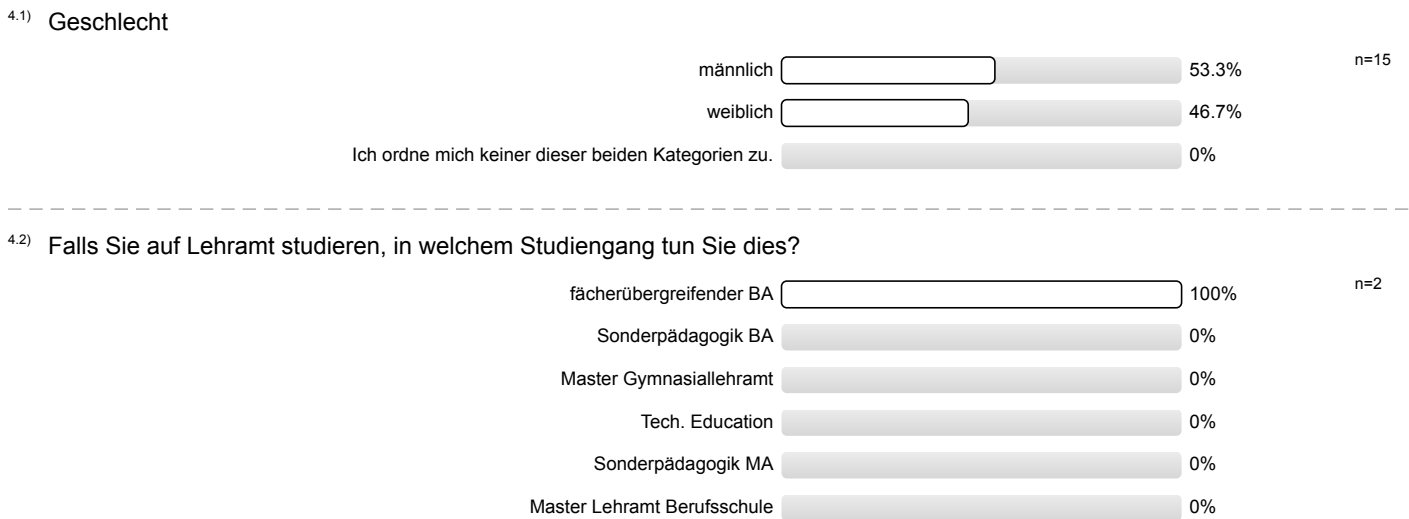 4.1) Geschlecht
männlich 53.3% n=15
weiblich 46.7%
Ich ordne mich keiner dieser beiden Kategorien zu. 0%
4.2) Falls Sie auf Lehramt studieren, in welchem Studiengang tun Sie dies?
fächerübergreifender BA 100% n=2
Sonderpädagogik BA 0%
Master Gymnasiallehramt 0%
Tech. Education 0%
Sonderpädagogik MA 0%
Master Lehramt Berufsschule 0%